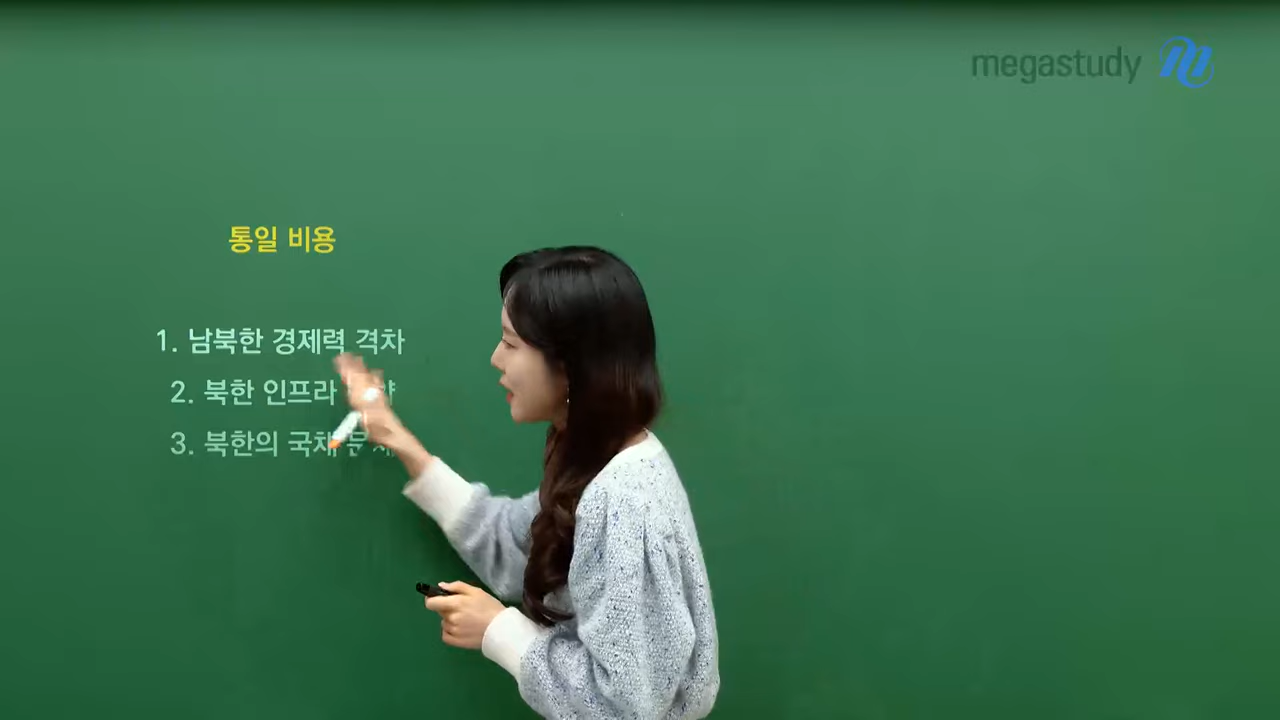 megastudy
통일 비용
1. 남북한 경제력 격차
2. 북한 인프라
3. 북한의 국채